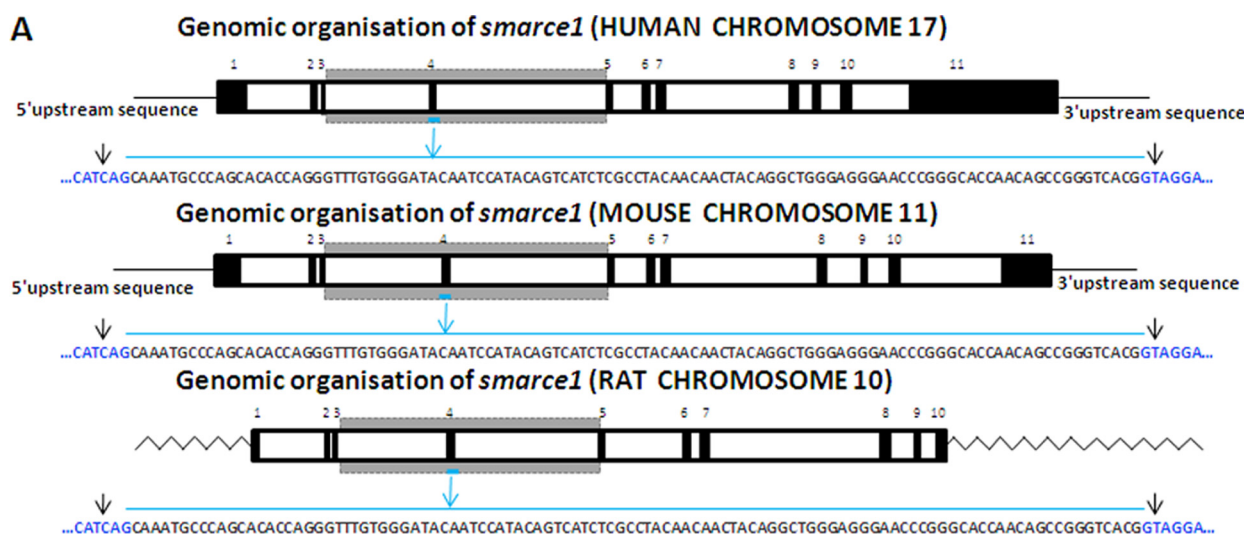 A
Genomic organisation of smarce1 (HUMAN CHROMOSOME 17)
1 2 3 4 5 6 7 8 9 10 11
5'upstream sequence 3'upstream sequence
...CATCAGCAAATGCCCAGCACACCAGGGTTTGTGGGATACAATCCATACAGTCATCTCGCCTACAACAACTACAGGCTGGGAGGGAACCCGGGCACCAACAGCCGGGTCACGGTAGGA...
Genomic organisation of smarce1 (MOUSE CHROMOSOME 11)
1 2 3 4 5 6 7 8 9 10 11
5'upstream sequence 3'upstream sequence
...CATCAGCAAATGCCCAGCACACCAGGGTTTGTGGGATACAATCCATACAGTCATCTCGCCTACAACAACTACAGGCTGGGAGGGAACCCGGGCACCAACAGCCGGGTCACGGTAGGA...
Genomic organisation of smarce1 (RAT CHROMOSOME 10)
1 2 3 4 5 6 7 8 9 10
...CATCAGCAAATGCCCAGCACACCAGGGTTTGTGGGATACAATCCATACAGTCATCTCGCCTACAACAACTACAGGCTGGGAGGGAACCCGGGCACCAACAGCCGGGTCACGGTAGGA...